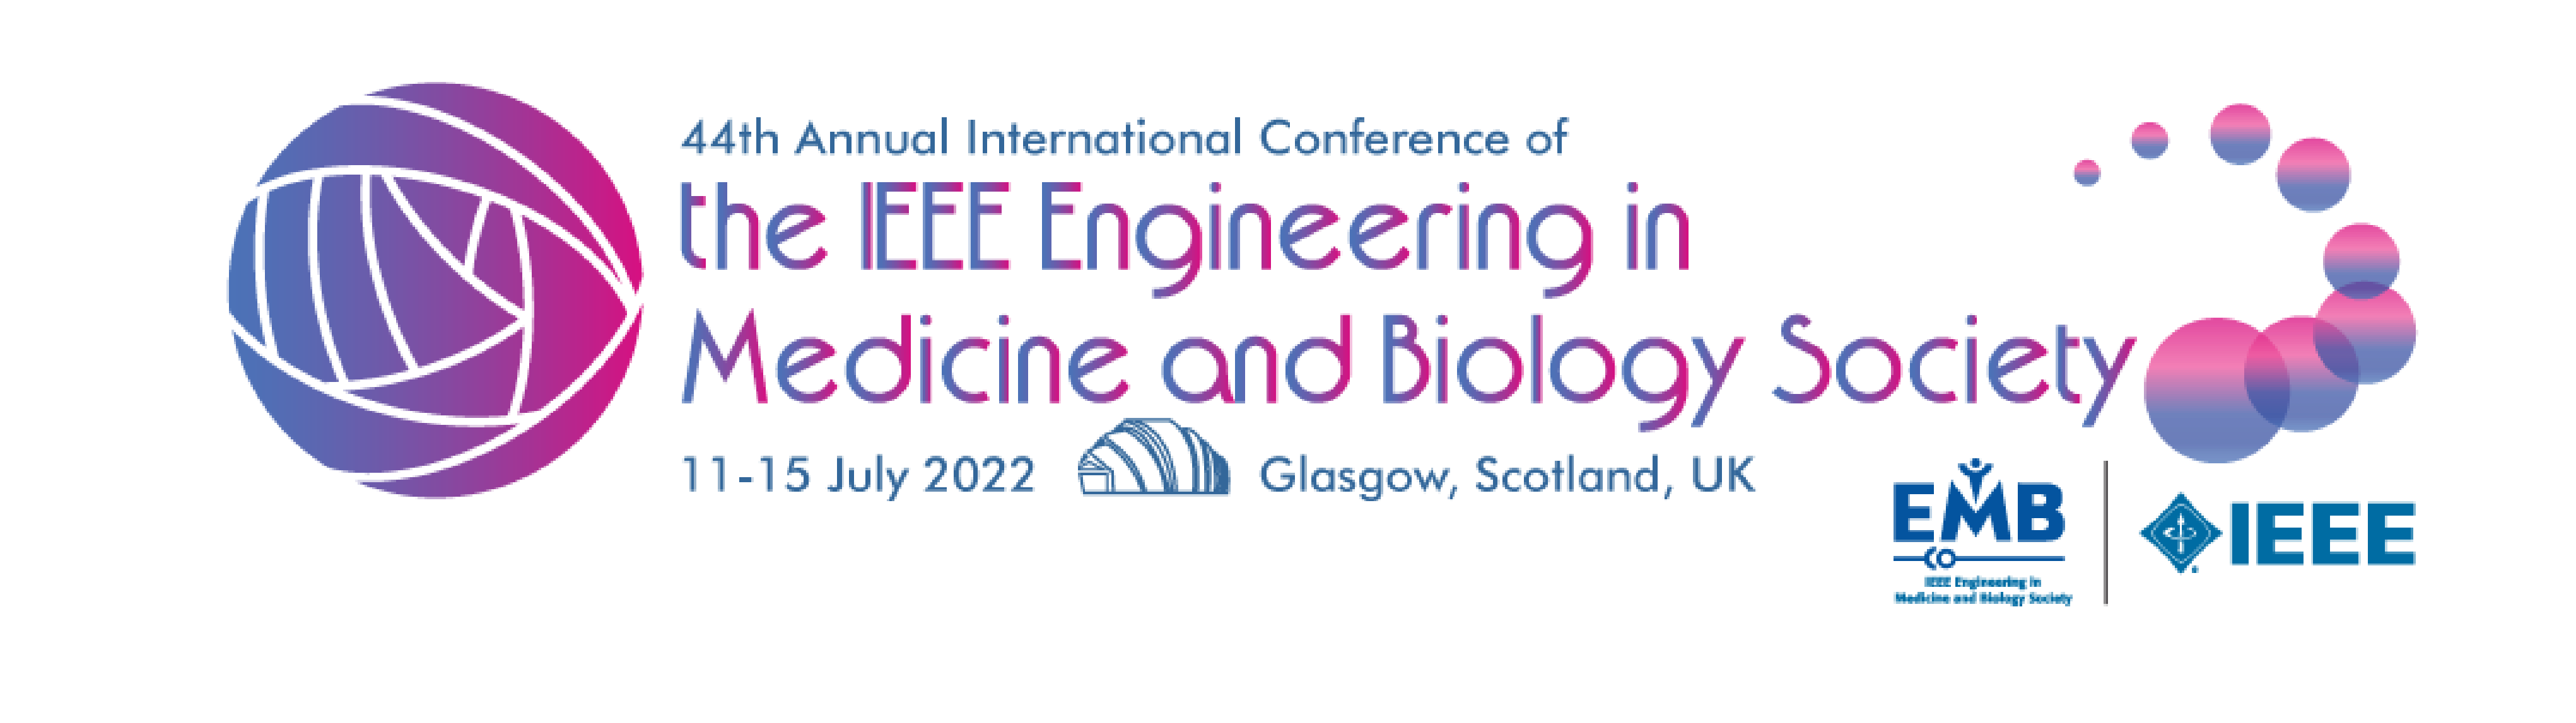 44th Annual International Conference of
the IEEE Engineering in
Medicine and Biology Society
11-15 July 2022 Glasgow, Scotland, UK
EMB
IEEE Engineering in
Medicine and Biology Society
IEEE